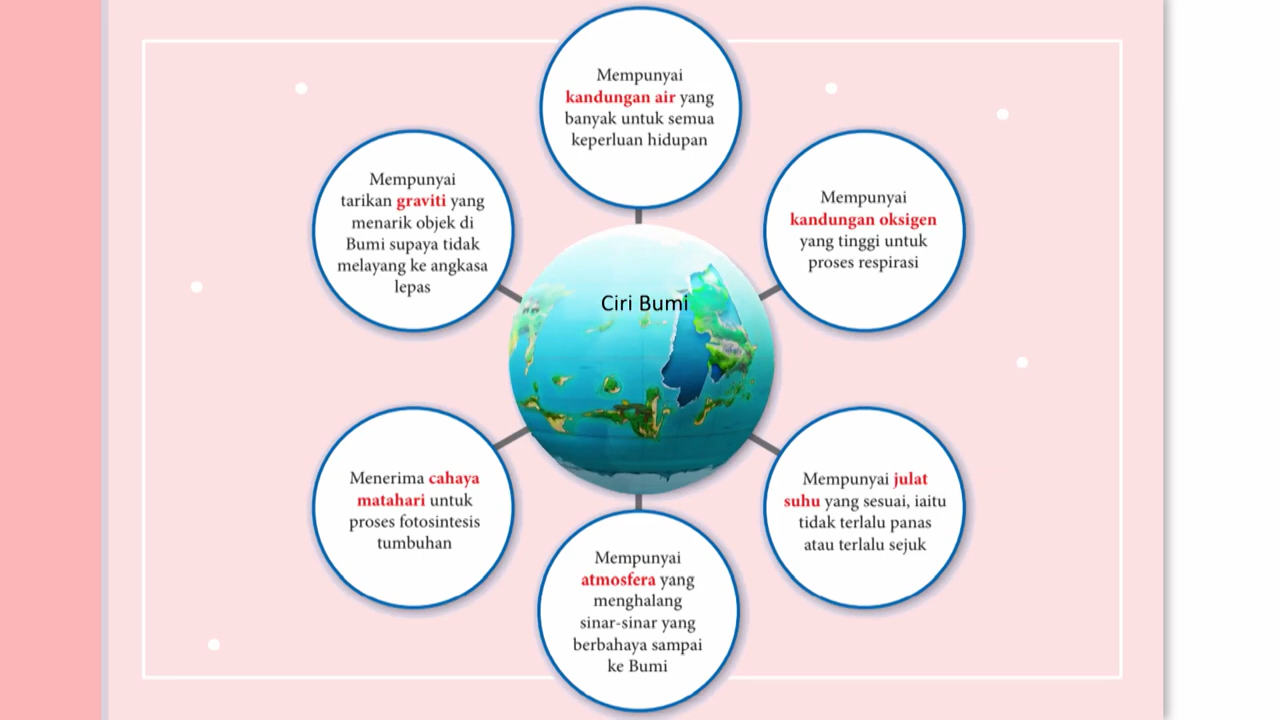 Mempunyai
kandungan air yang
banyak untuk semua
keperluan hidupan
Mempunyai
kandungan oksigen
yang tinggi untuk
proses respirasi
Mempunyai julat
suhu yang sesuai, iaitu
tidak terlalu panas
atau terlalu sejuk
Mempunyai
atmosfera yang
menghalang
sinar-sinar yang
berbahaya sampai
ke Bumi
Menerima cahaya
matahari untuk
proses fotosintesis
tumbuhan
Mempunyai
tarikan graviti yang
menarik objek di
Bumi supaya tidak
melayang ke angkasa
lepas
Ciri Bumi